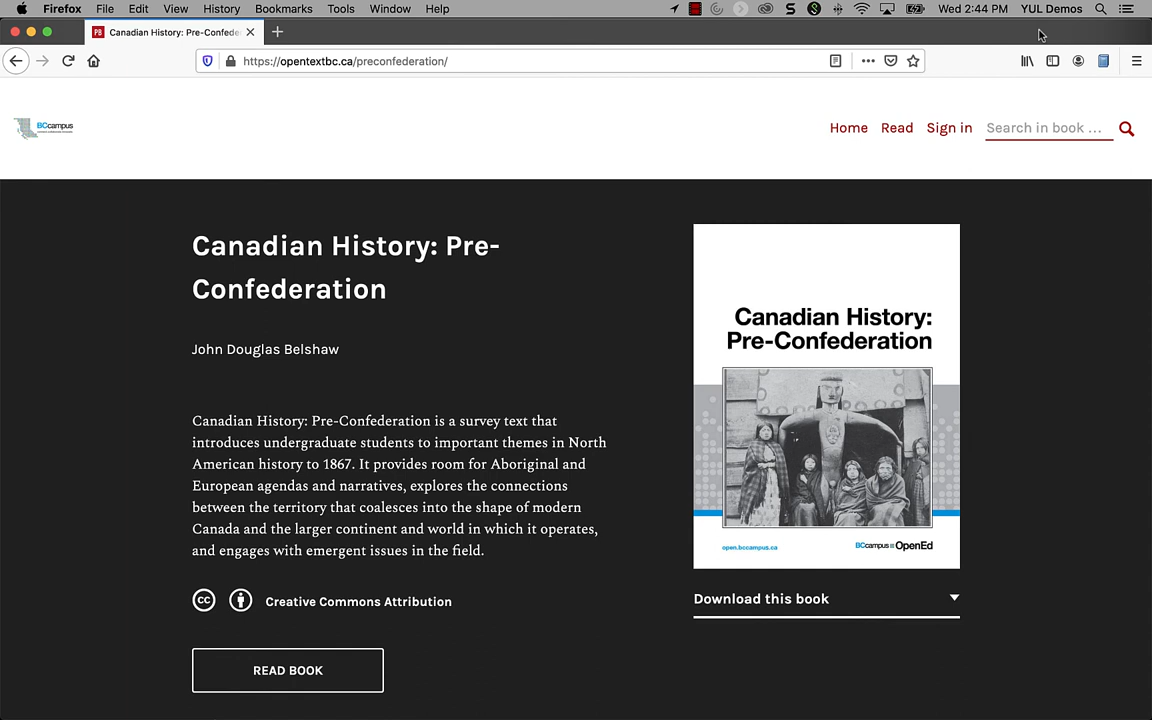 Firefox File Edit View History Bookmarks Tools Window Help Wed 2:44 PM YUL Demos
Canadian History: Pre-Confede
https://opentextbc.ca/preconfederation/
BCcampus
Home Read Sign in Search in book ...
Canadian History: Pre-
Confederation
John Douglas Belshaw
Canadian History: Pre-Confederation is a survey text that
introduces undergraduate students to important themes in North
American history to 1867. It provides room for Aboriginal and
European agendas and narratives, explores the connections
between the territory that coalesces into the shape of modern
Canada and the larger continent and world in which it operates,
and engages with emergent issues in the field.
cc Creative Commons Attribution
READ BOOK
Canadian History:
Pre-Confederation
open.bccampus.ca BCcampus OpenEd
Download this book